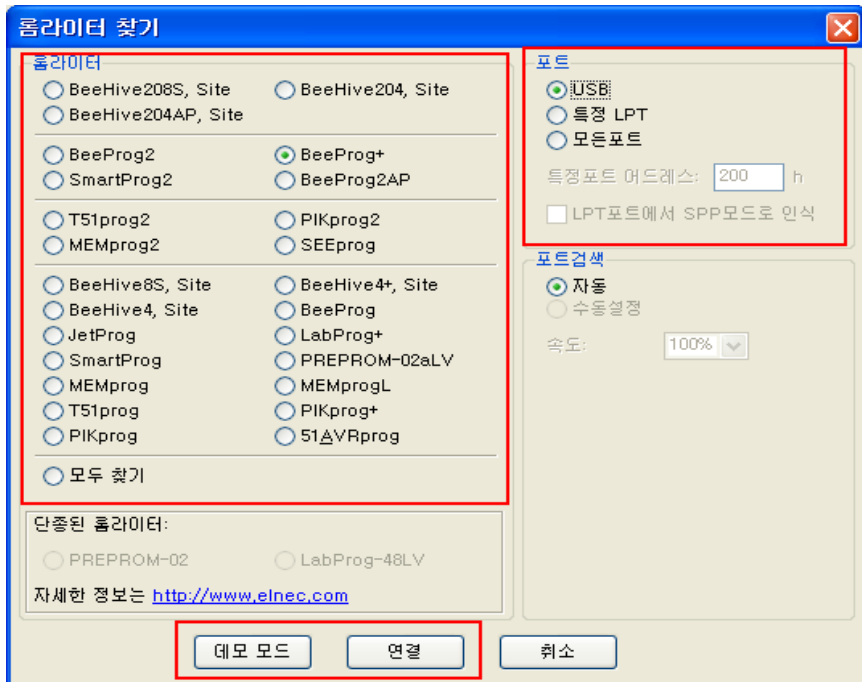 롬라이터 찾기
롬라이터
BeeHive208S, Site BeeHive204, Site
BeeHive204AP, Site
BeeProg2 BeeProg+
SmartProg2 BeeProg2AP
T51prog2 PIKprog2
MEMprog2 SEEprog
BeeHive8S, Site BeeHive4+, Site
BeeHive4, Site BeeProg
JetProg LabProg+
SmartProg PREPROM-02aLV
MEMprog MEMprogL
T51prog PIKprog+
PIKprog 51AVRprog
모두 찾기
단종된 롬라이터:
PREPROM-02 LabProg-48LV
자세한 정보는 http://www.elnec.com
포트
USB
특정 LPT
모든포트
특정포트 어드레스: 200 h
LPT포트에서 SPP모드로 인식
포트검색
자동
수동설정
속도: 100%
데모 모드 연결 취소